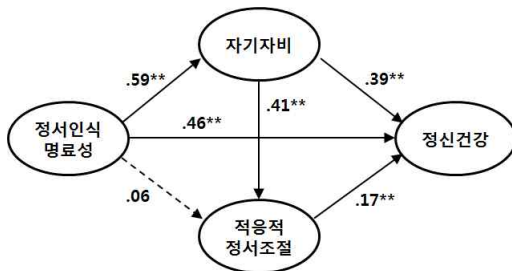 자기자비
.59**
.39**
.41**
정서인식
명료성
.46**
정신건강
.06
.17**
적응적
정서조절